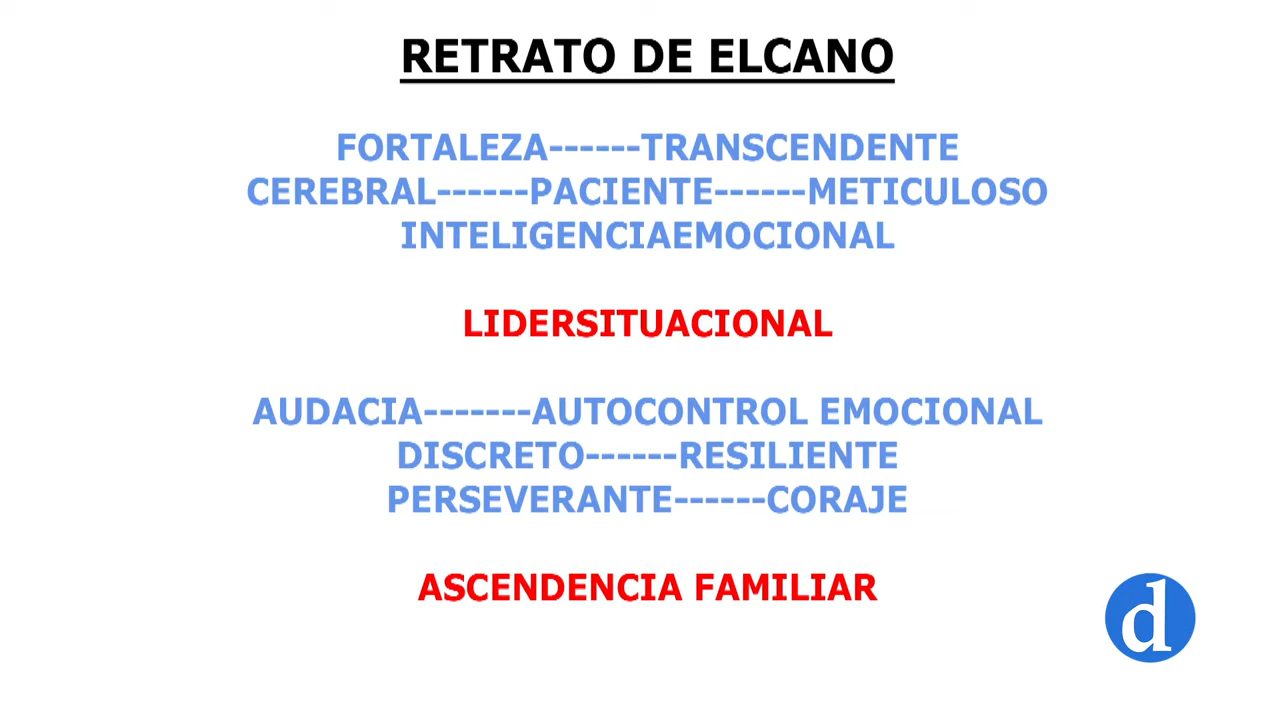 RETRATO DE ELCANO
FORTALEZA------TRANSCENDENTE
CEREBRAL------PACIENTE------METICULOSO
INTELIGENCIAEMOCIONAL
LIDERSITUACIONAL
AUDACIA-------AUTOCONTROL EMOCIONAL
DISCRETO------RESILIENTE
PERSEVERANTE------CORAJE
ASCENDENCIA FAMILIAR
d